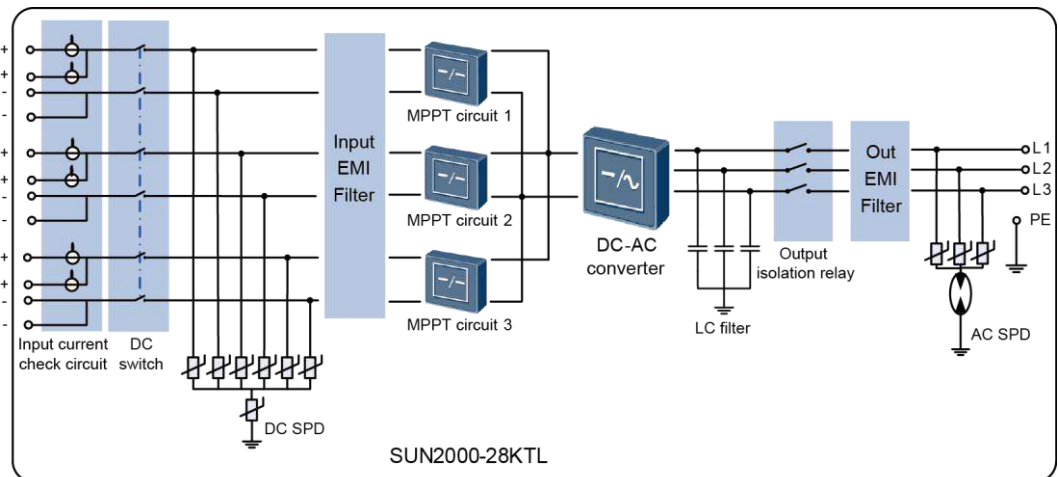 +
+
-
-
+
+
-
-
+
+
-
-
Input current
check circuit
DC
switch
DC SPD
Input
EMI
Filter
MPPT circuit 1
MPPT circuit 2
MPPT circuit 3
DC-AC
converter
LC filter
Output
isolation relay
Out
EMI
Filter
L1
L2
L3
PE
AC SPD
SUN2000-28KTL